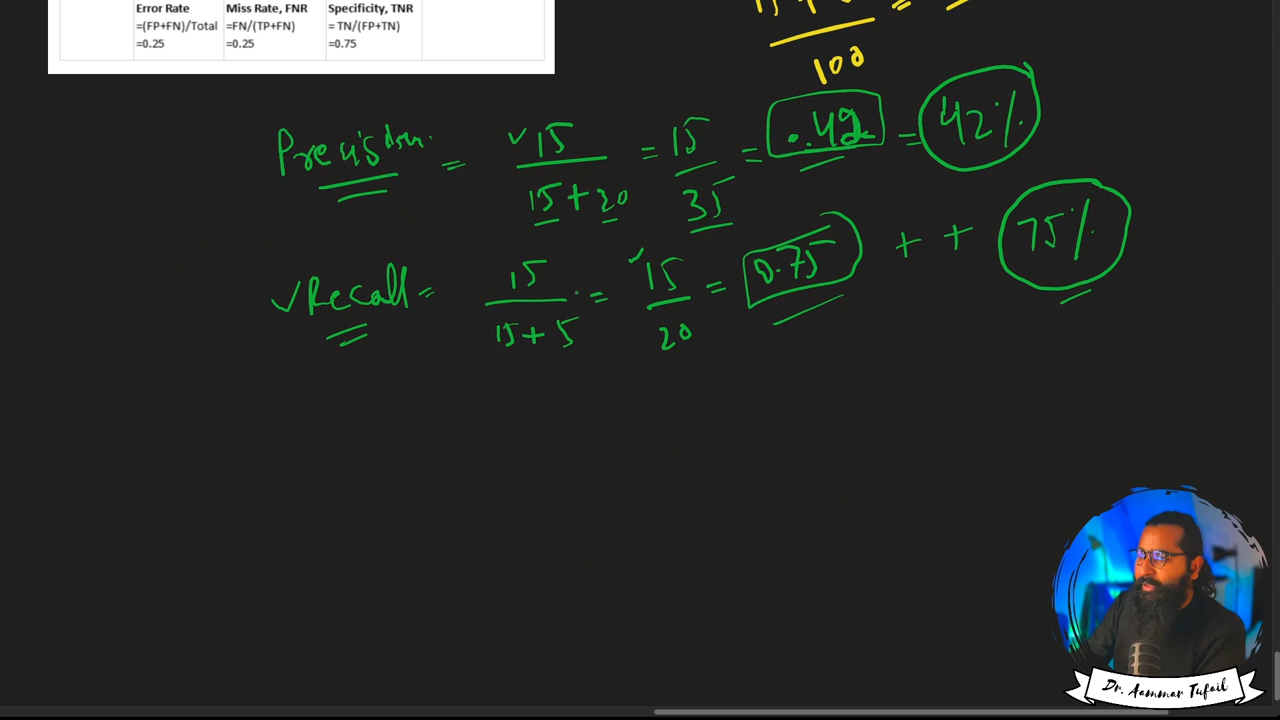 Error Rate Miss Rate, FNR Specificity, TNR
=(FP+FN)/Total =FN/(TP+FN) = TN/(FP+TN)
=0.25 =0.25 =0.75
100
Precision = 15 / 15 + 20 = 15 / 35 = .42 = 42%
Recall = 15 / 15 + 5 = 15 / 20 = 0.75 + + 75%
Dr. Aammar Tufail